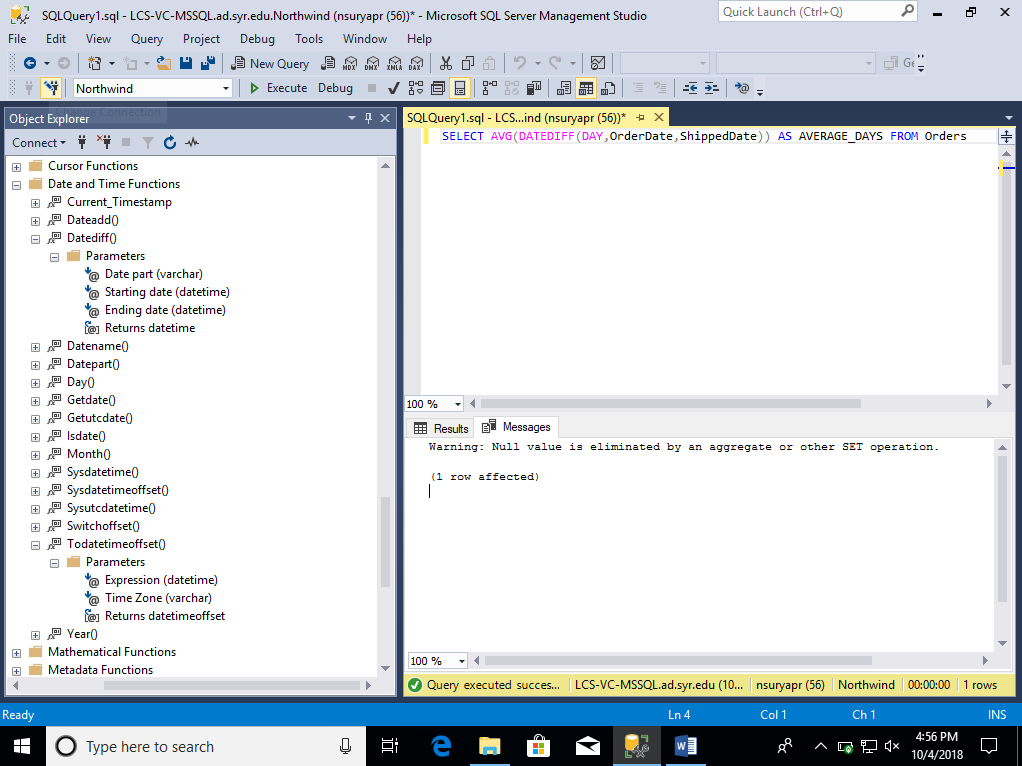 SQLQuery1.sql - LCS-VC-MSSQL.ad.syr.edu.Northwind (nsuryapr (56))* - Microsoft SQL Server Management Studio
Quick Launch (Ctrl+Q)
File Edit View Query Project Debug Tools Window Help
New Query MDX DMX XMLA DAX
Northwind Execute Debug
Object Explorer
Connect
Cursor Functions
Date and Time Functions
Current_Timestamp
Dateadd()
Datediff()
Parameters
Date part (varchar)
Starting date (datetime)
Ending date (datetime)
Returns datetime
Datename()
Datepart()
Day()
Getdate()
Getutcdate()
Isdate()
Month()
Sysdatetime()
Sysdatetimeoffset()
Sysutcdatetime()
Switchoffset()
Todatetimeoffset()
Parameters
Expression (datetime)
Time Zone (varchar)
Returns datetimeoffset
Year()
Mathematical Functions
Metadata Functions
SQLQuery1.sql - LCS...ind (nsuryapr (56))*
SELECT AVG(DATEDIFF(DAY,OrderDate,ShippedDate)) AS AVERAGE_DAYS FROM Orders
100 %
Results Messages
Warning: Null value is eliminated by an aggregate or other SET operation.
(1 row affected)
100 %
Query executed succes... LCS-VC-MSSQL.ad.syr.edu (10... nsuryapr (56) Northwind 00:00:00 1 rows
Ready Ln 4 Col 1 Ch 1 INS
Type here to search
4:56 PM
10/4/2018